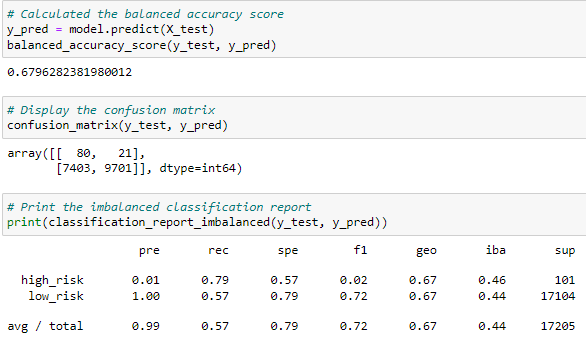 # Calculated the balanced accuracy score
y_pred = model.predict(X_test)
balanced_accuracy_score(y_test, y_pred)
0.6796282381980012
# Display the confusion matrix
confusion_matrix(y_test, y_pred)
array([[  80,   21],
       [7403, 9701]], dtype=int64)
# Print the imbalanced classification report
print(classification_report_imbalanced(y_test, y_pred))
pre rec spe f1 geo iba sup
high_risk 0.01 0.79 0.57 0.02 0.67 0.46 101
low_risk 1.00 0.57 0.79 0.72 0.67 0.44 17104
avg / total 0.99 0.57 0.79 0.72 0.67 0.44 17205